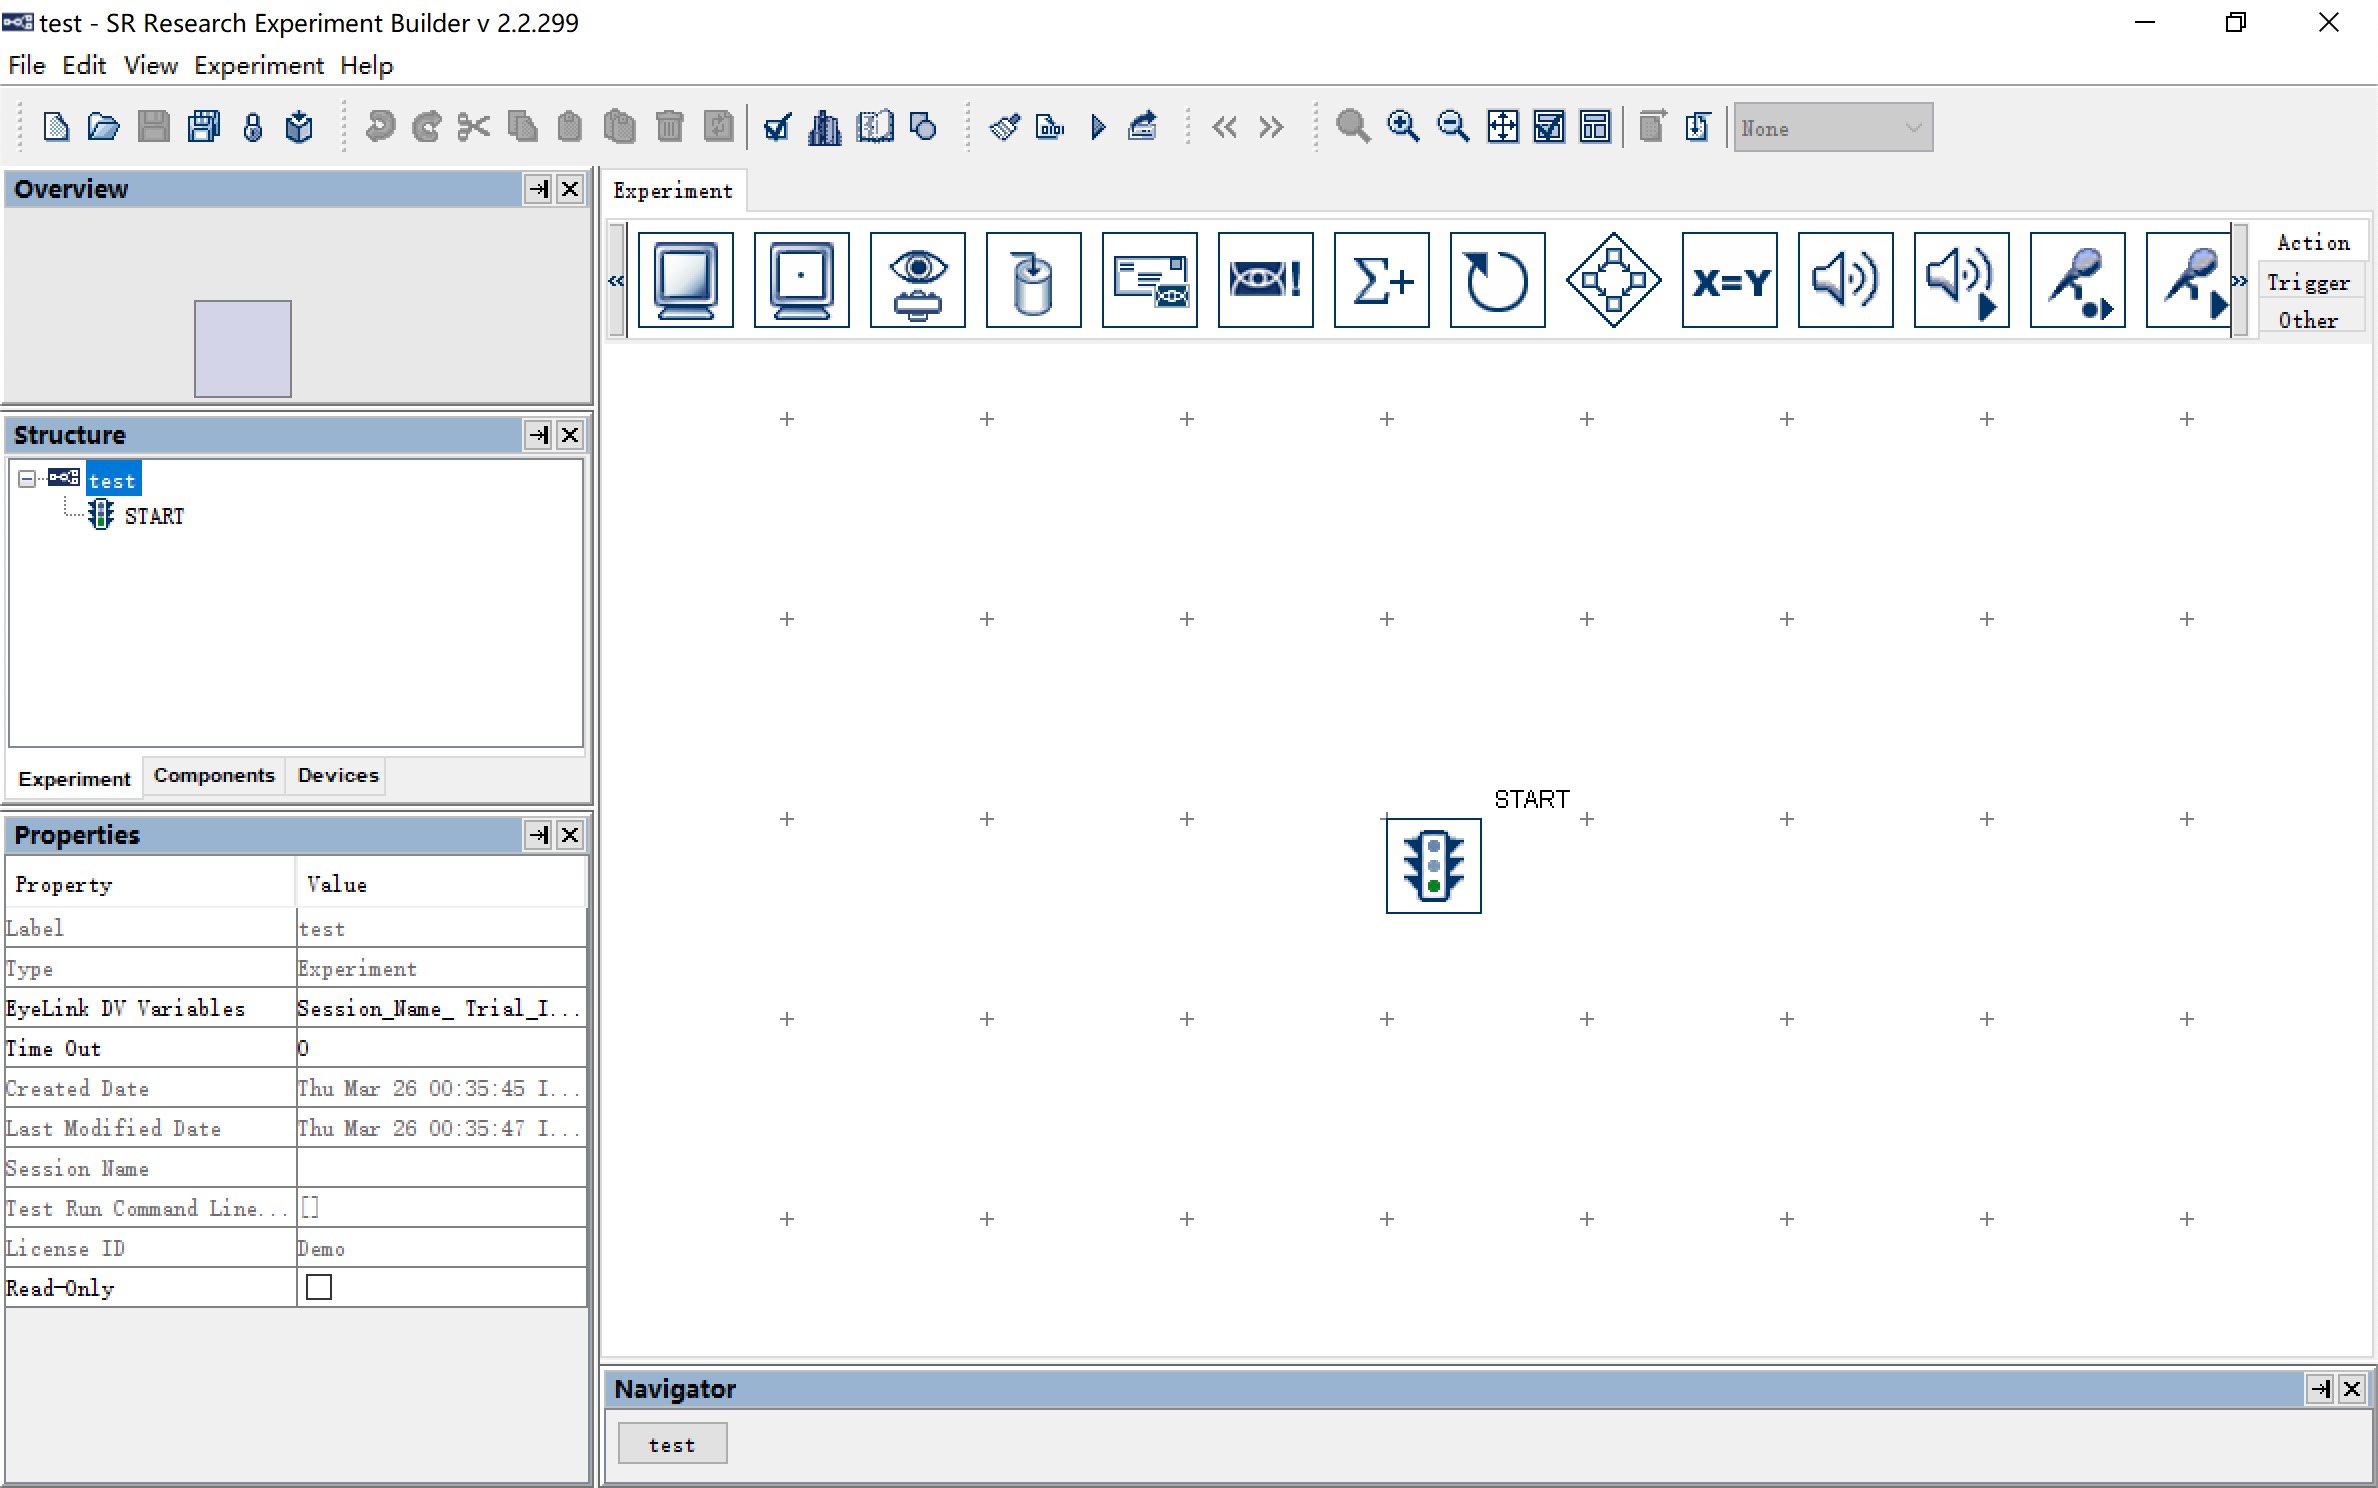 test - SR Research Experiment Builder v 2.2.299
File Edit View Experiment Help
None
Overview
Experiment
X=Y
Σ+
!
Action
Trigger
Other
Structure
test
START
Experiment Components Devices
START
Properties
Property Value
Label test
Type Experiment
EyeLink DV Variables Session_Name_ Trial_I...
Time Out 0
Created Date Thu Mar 26 00:35:45 I...
Last Modified Date Thu Mar 26 00:35:47 I...
Session Name
Test Run Command Line... []
License ID Demo
Read-Only
Navigator
test